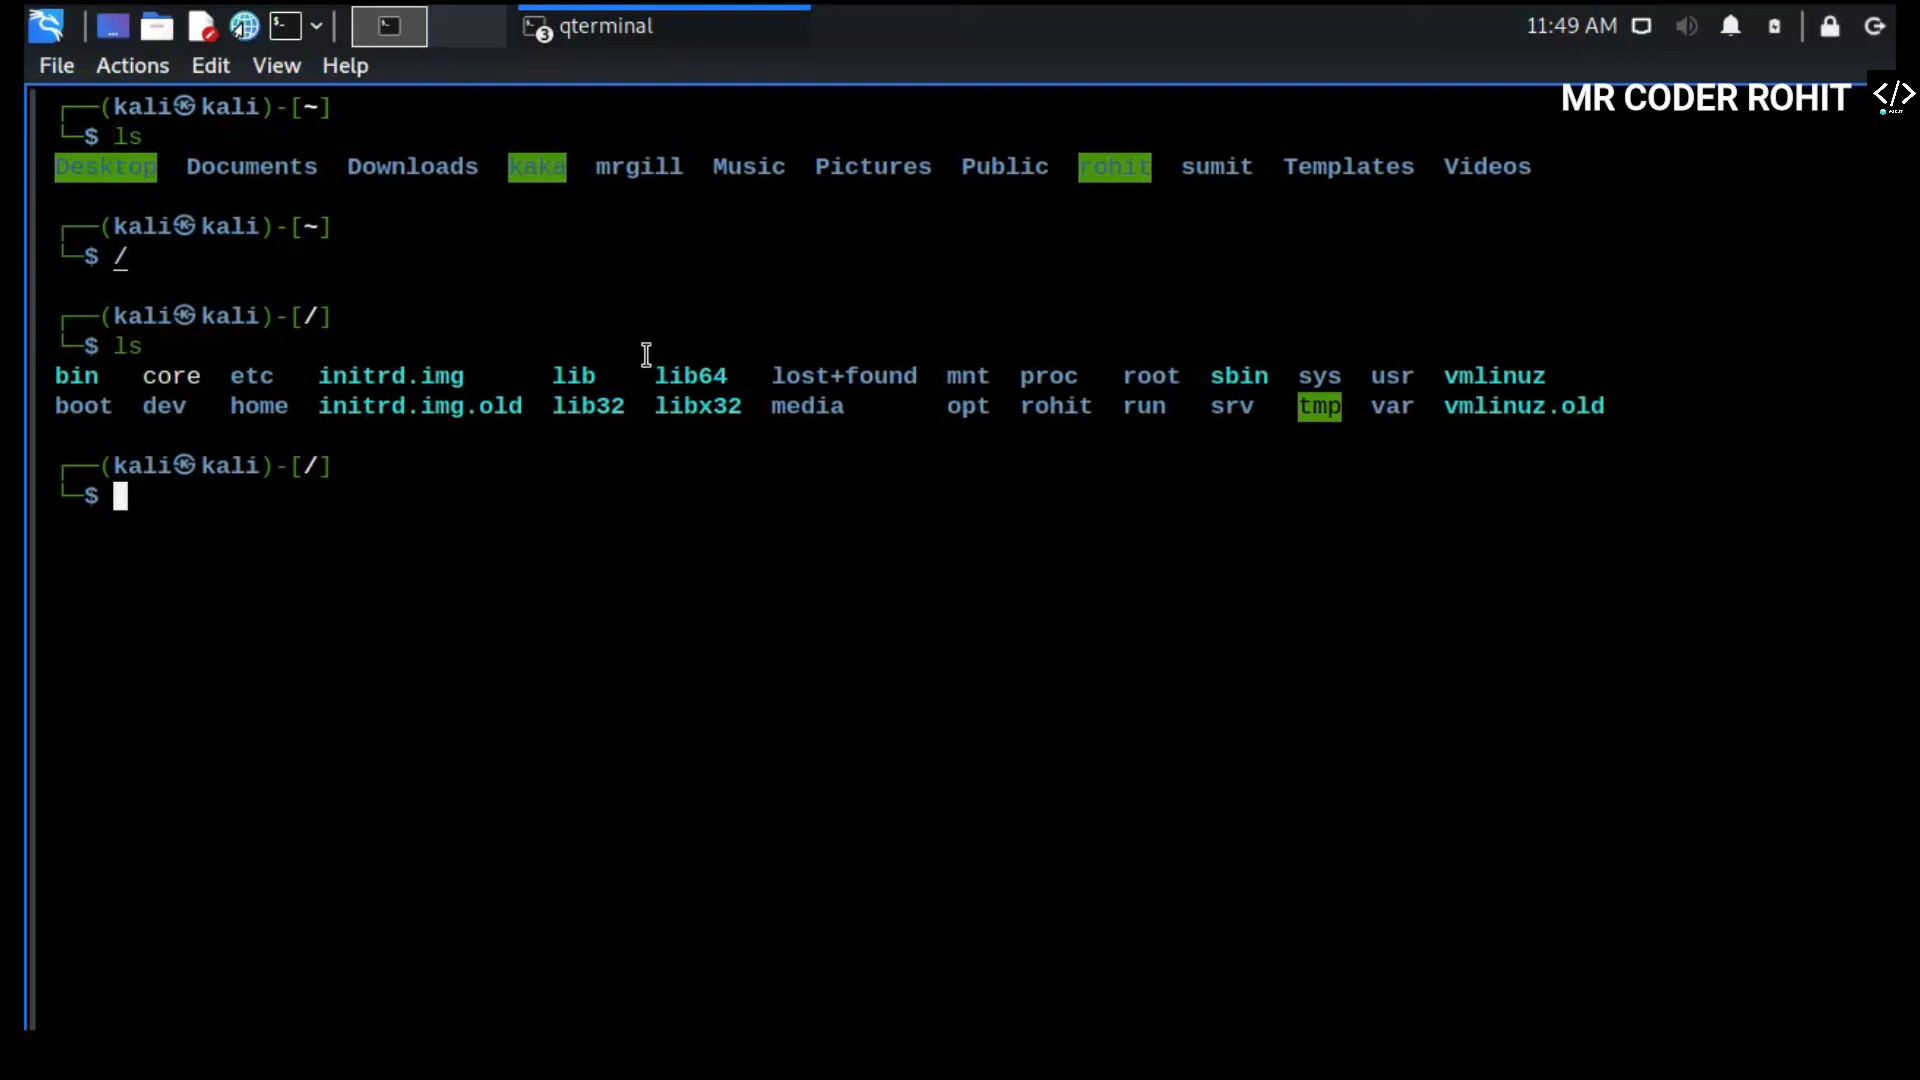 qterminal 11:49 AM
3
File Actions Edit View Help
MR CODER ROHIT </>
┌──(kali㉿kali)-[~]
└─$ ls
Desktop Documents Downloads kaka mrgill Music Pictures Public rohit sumit Templates Videos
┌──(kali㉿kali)-[~]
└─$ /
┌──(kali㉿kali)-[/]
└─$ ls
bin core etc initrd.img lib lib64 lost+found mnt proc root sbin sys usr vmlinuz
boot dev home initrd.img.old lib32 libx32 media opt rohit run srv tmp var vmlinuz.old
┌──(kali㉿kali)-[/]
└─$